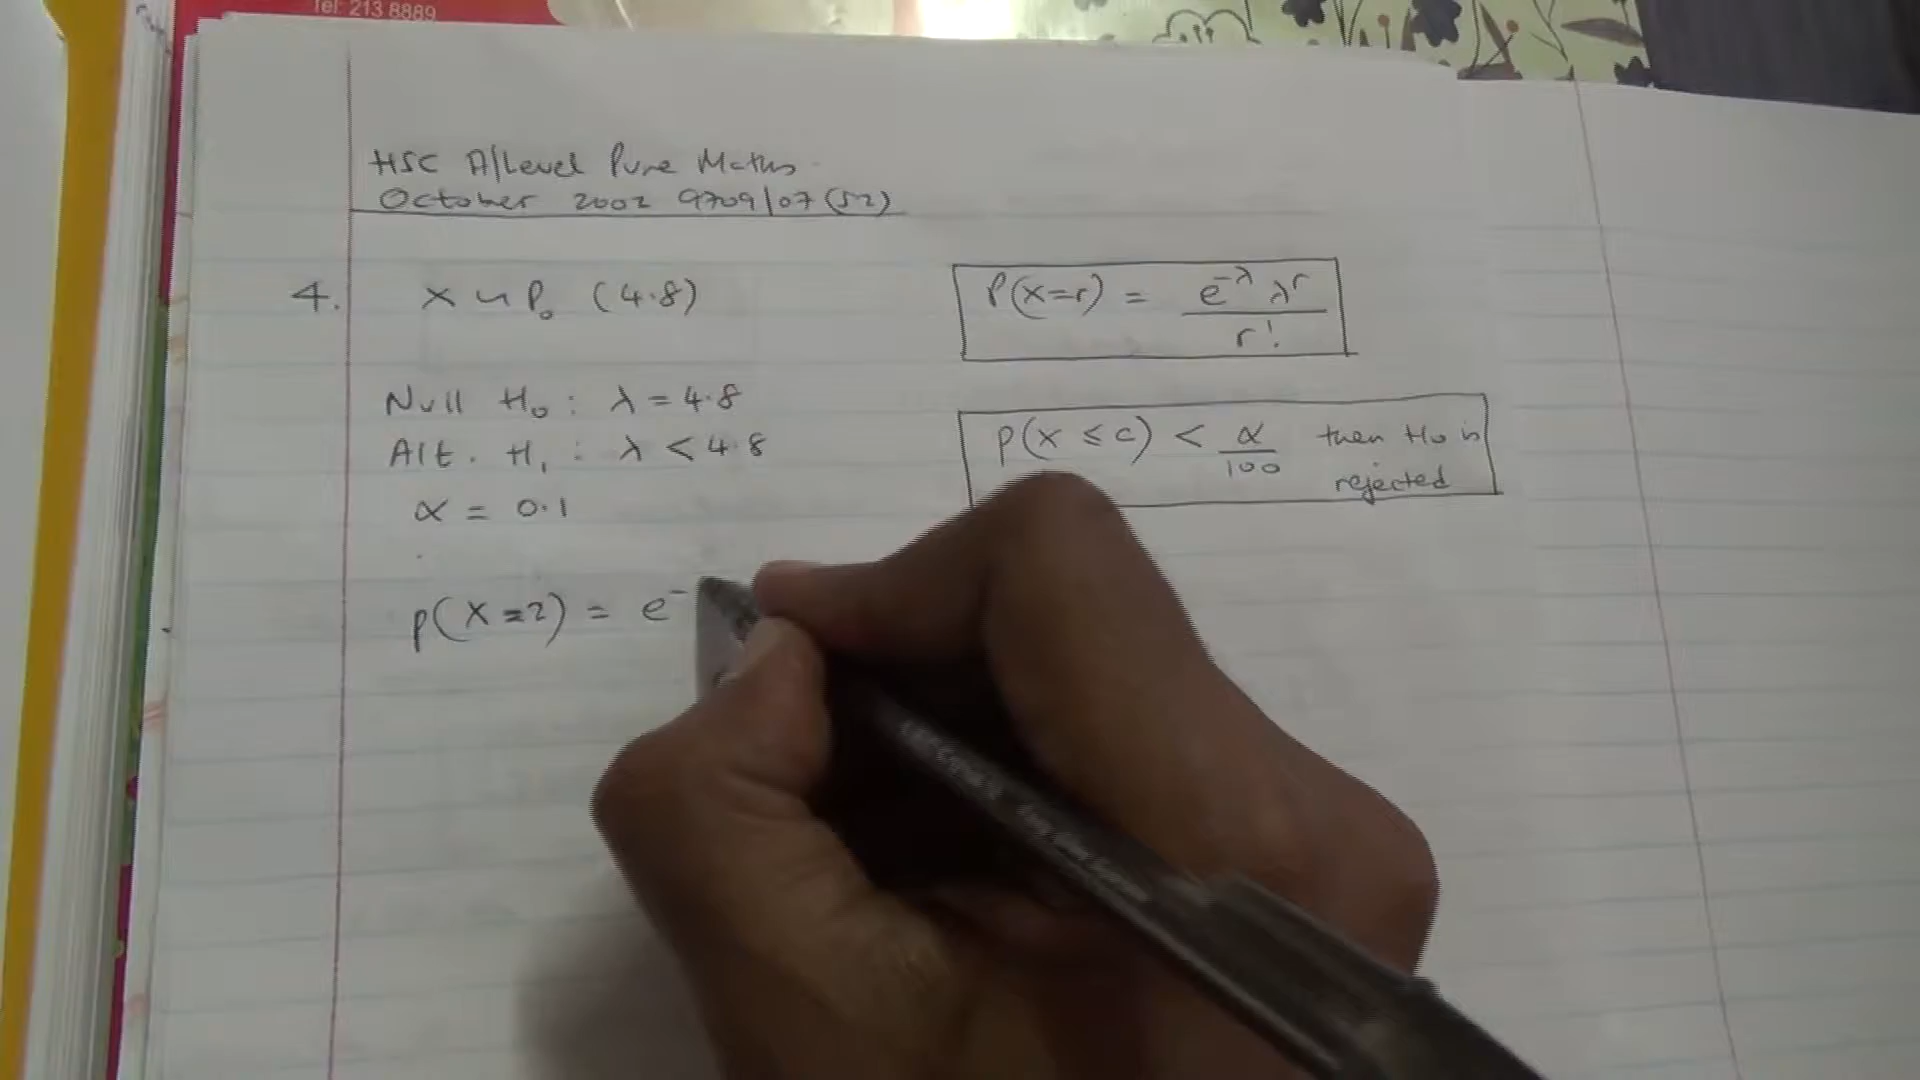 Tel: 213 8889
HSC A/Level Pure Maths
October 2002 9709/07 (S2)
4. X ~ Po (4.8)
P(X=r) = e^-λ λ^r / r!
Null H₀ : λ = 4.8
Alt. H₁ : λ < 4.8
α = 0.1
P(X ≤ c) < α/100 then H₀ is
rejected
P(X=2) = e^-